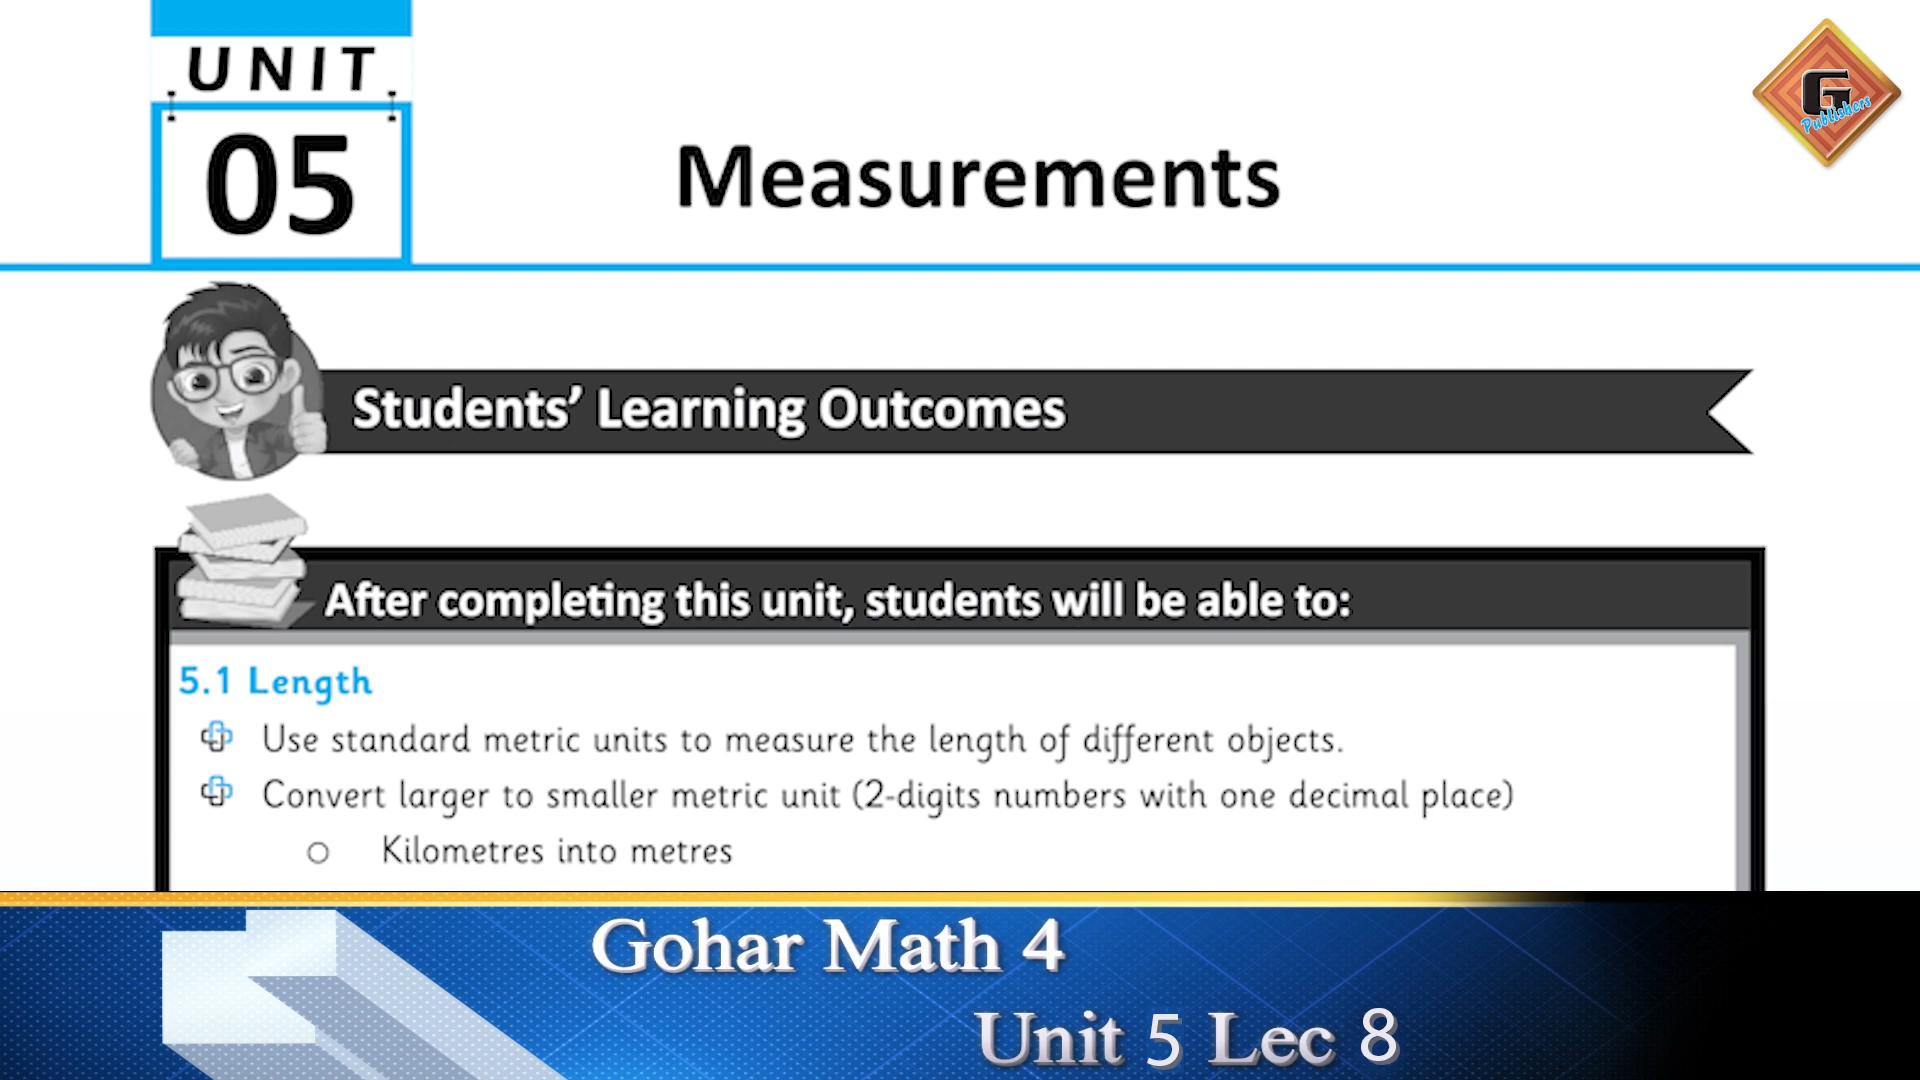 UNIT
05
Measurements
G
Publishers
Students’ Learning Outcomes
After completing this unit, students will be able to:
5.1 Length
Use standard metric units to measure the length of different objects.
Convert larger to smaller metric unit (2-digits numbers with one decimal place)
Kilometres into metres
Gohar Math 4
Unit 5 Lec 8